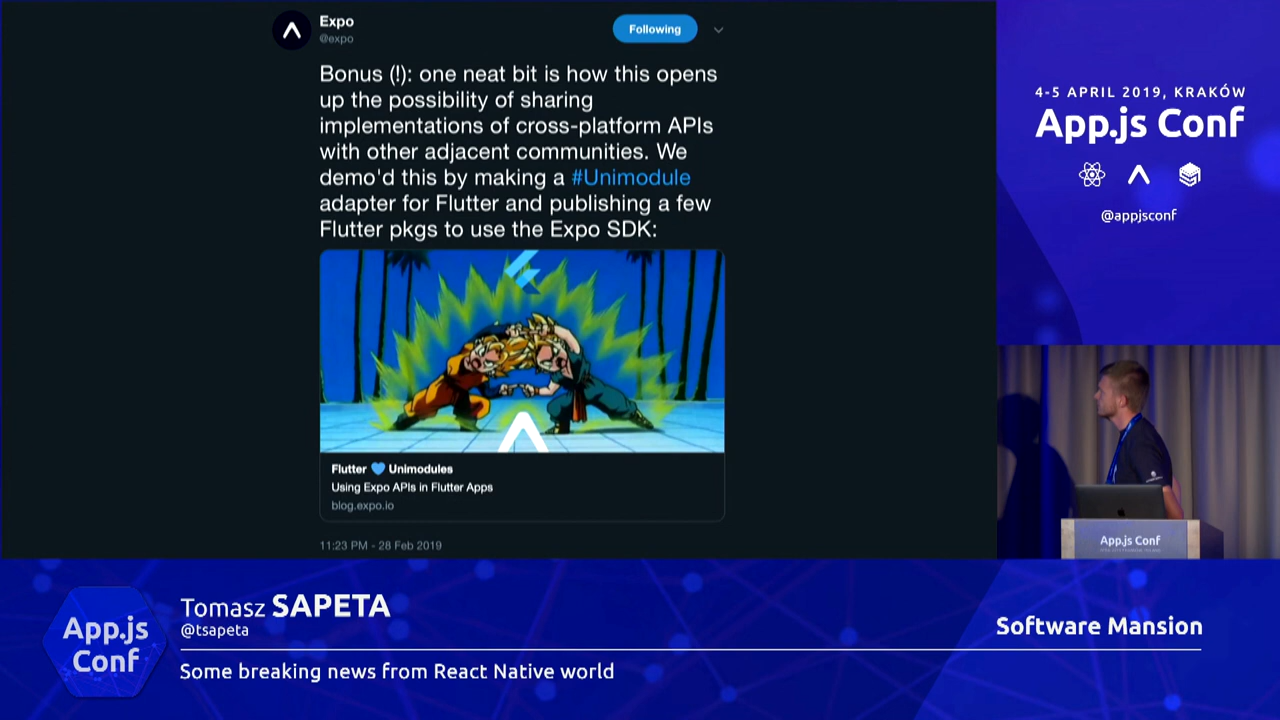 Expo
@expo
Following
Bonus (!): one neat bit is how this opens
up the possibility of sharing
implementations of cross-platform APIs
with other adjacent communities. We
demo'd this by making a #Unimodule
adapter for Flutter and publishing a few
Flutter pkgs to use the Expo SDK:
Flutter 💙 Unimodules
Using Expo APIs in Flutter Apps
blog.expo.io
11:23 PM - 28 Feb 2019
4-5 APRIL 2019, KRAKÓW
App.js Conf
@appjsconf
App.js Conf
App.js
Conf
Tomasz SAPETA
@tsapeta
Software Mansion
Some breaking news from React Native world